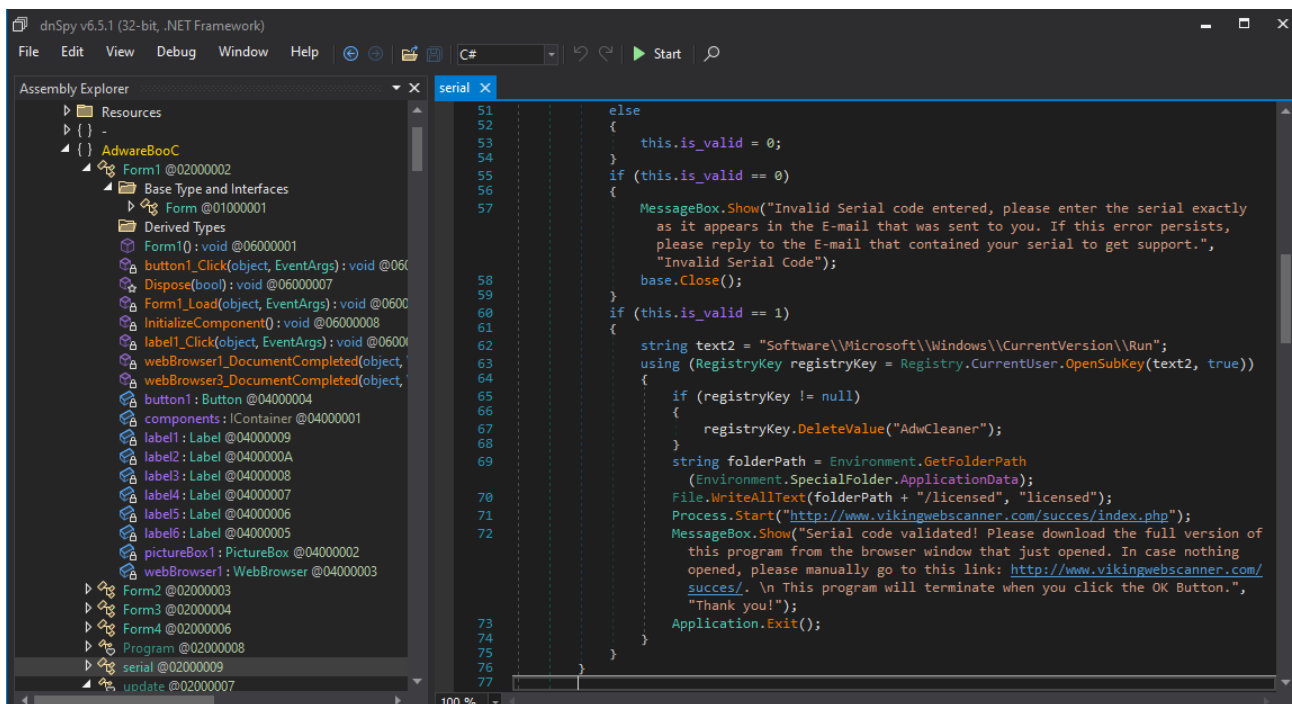 dnSpy v6.5.1 (32-bit, .NET Framework)
File Edit View Debug Window Help C# Start
Assembly Explorer
serial
Resources
{ } -
{ } AdwareBooC
Form1 @02000002
Base Type and Interfaces
Form @01000001
Derived Types
Form1() : void @06000001
button1_Click(object, EventArgs) : void @060
Dispose(bool) : void @06000007
Form1_Load(object, EventArgs) : void @0600
InitializeComponent() : void @06000008
label1_Click(object, EventArgs) : void @0600
webBrowser1_DocumentCompleted(object,
webBrowser3_DocumentCompleted(object,
button1 : Button @04000004
components : IContainer @04000001
label1 : Label @04000009
label2 : Label @0400000A
label3 : Label @04000008
label4 : Label @04000007
label5 : Label @04000006
label6 : Label @04000005
pictureBox1 : PictureBox @04000002
webBrowser1 : WebBrowser @04000003
Form2 @02000003
Form3 @02000004
Form4 @02000006
Program @02000008
serial @02000009
update @02000007
51 else
52 {
53 this.is_valid = 0;
54 }
55 if (this.is_valid == 0)
56 {
57 MessageBox.Show("Invalid Serial code entered, please enter the serial exactly
as it appears in the E-mail that was sent to you. If this error persists,
please reply to the E-mail that contained your serial to get support.",
"Invalid Serial Code");
58 base.Close();
59 }
60 if (this.is_valid == 1)
61 {
62 string text2 = "Software\\Microsoft\\Windows\\CurrentVersion\\Run";
63 using (RegistryKey registryKey = Registry.CurrentUser.OpenSubKey(text2, true))
64 {
65 if (registryKey != null)
66 {
67 registryKey.DeleteValue("AdwCleaner");
68 }
69 string folderPath = Environment.GetFolderPath
(Environment.SpecialFolder.ApplicationData);
70 File.WriteAllText(folderPath + "/licensed", "licensed");
71 Process.Start("http://www.vikingwebscanner.com/succes/index.php");
72 MessageBox.Show("Serial code validated! Please download the full version of
this program from the browser window that just opened. In case nothing
opened, please manually go to this link: http://www.vikingwebscanner.com/
succes/. \n This program will terminate when you click the OK Button.",
"Thank you!");
73 Application.Exit();
74 }
75 }
76 }
77
100 %